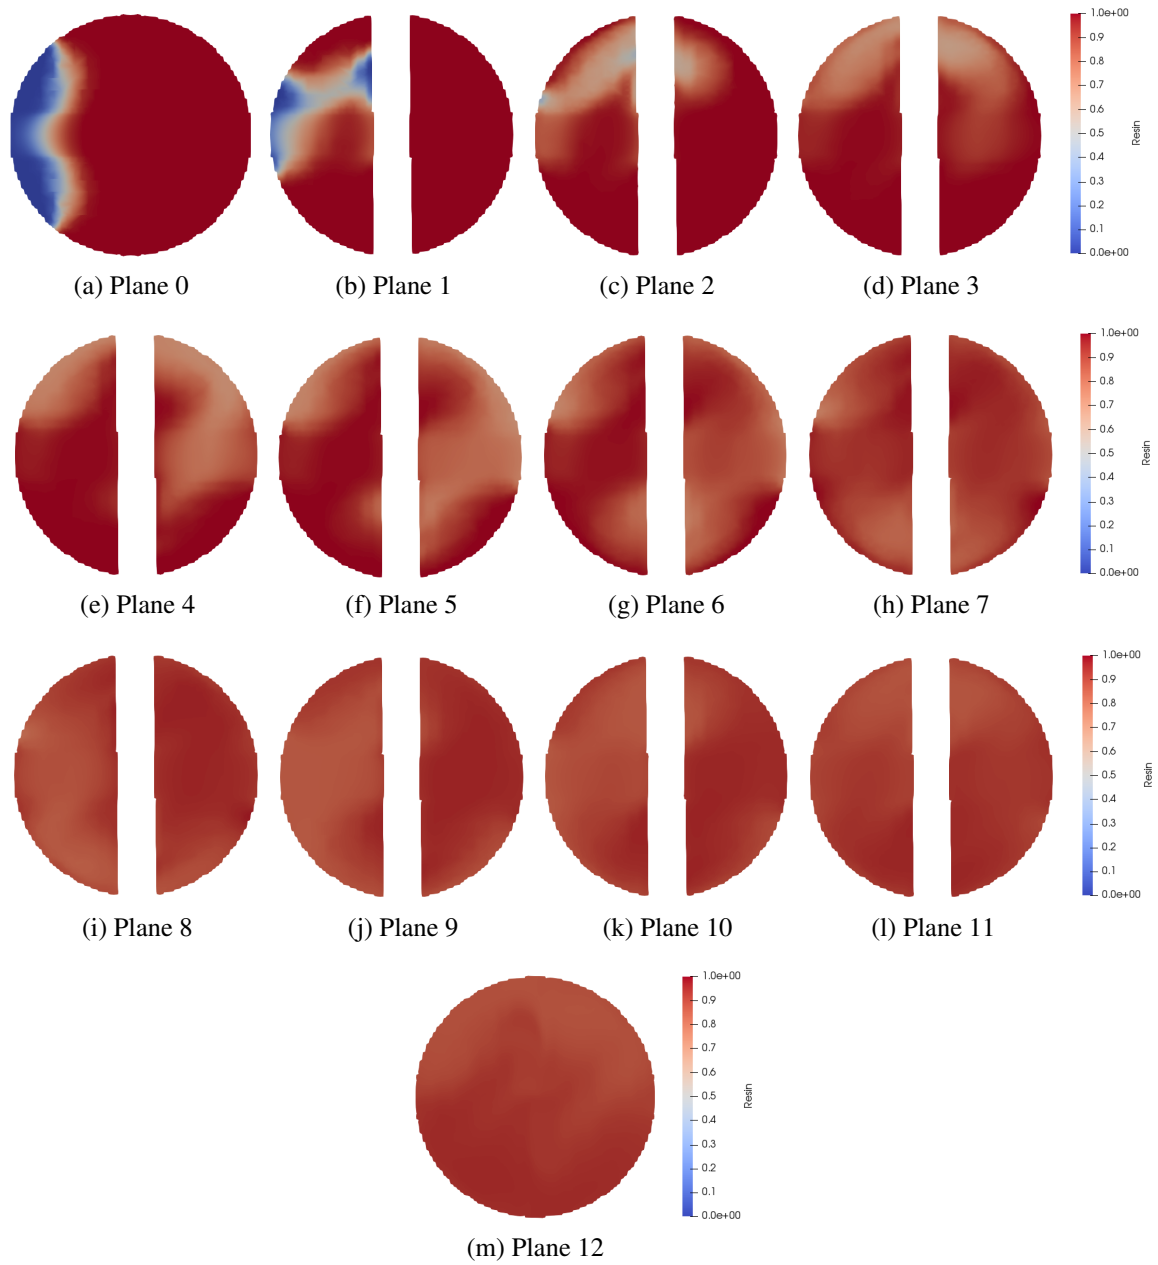 1.0e+00
0.9
0.8
0.7
0.6
0.5
0.4
0.3
0.2
0.1
0.0e+00
Resin
(a) Plane 0
(b) Plane 1
(c) Plane 2
(d) Plane 3
1.0e+00
0.9
0.8
0.7
0.6
0.5
0.4
0.3
0.2
0.1
0.0e+00
Resin
(e) Plane 4
(f) Plane 5
(g) Plane 6
(h) Plane 7
1.0e+00
0.9
0.8
0.7
0.6
0.5
0.4
0.3
0.2
0.1
0.0e+00
Resin
(i) Plane 8
(j) Plane 9
(k) Plane 10
(l) Plane 11
1.0e+00
0.9
0.8
0.7
0.6
0.5
0.4
0.3
0.2
0.1
0.0e+00
Resin
(m) Plane 12